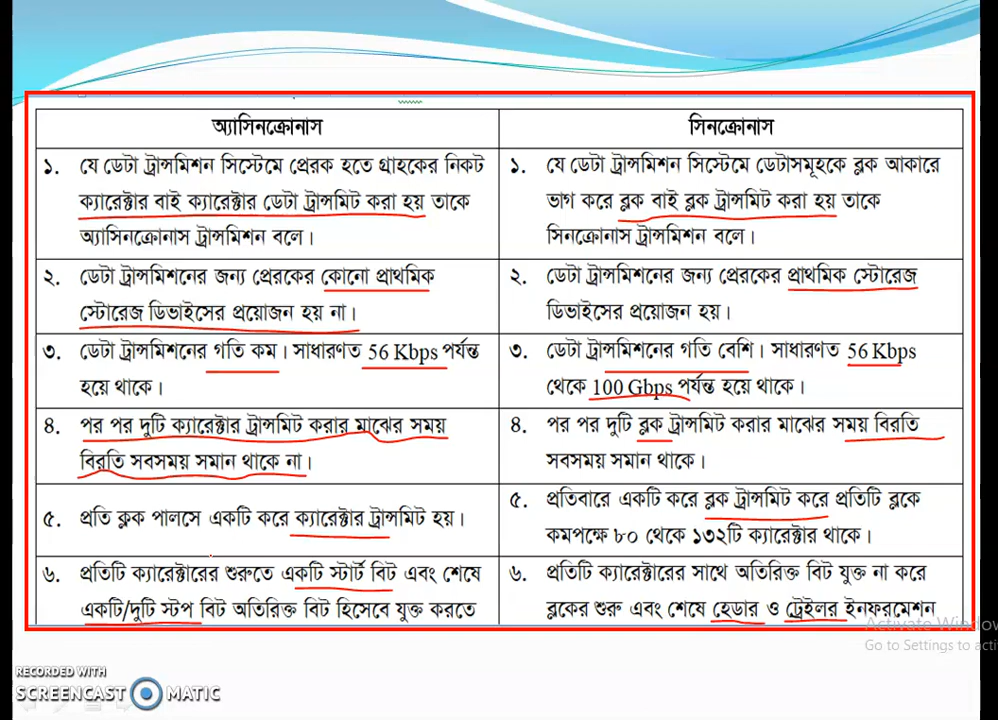 অ্যাসিনক্রোনাস
সিনক্রোনাস
১. যে ডেটা ট্রান্সমিশন সিস্টেমে প্রেরক হতে গ্রাহকের নিকট
ক্যারেক্টার বাই ক্যারেক্টার ডেটা ট্রান্সমিট করা হয় তাকে
অ্যাসিনক্রোনাস ট্রান্সমিশন বলে।
১. যে ডেটা ট্রান্সমিশন সিস্টেমে ডেটাসমূহকে ব্লক আকারে
ভাগ করে ব্লক বাই ব্লক ট্রান্সমিট করা হয় তাকে
সিনক্রোনাস ট্রান্সমিশন বলে।
২. ডেটা ট্রান্সমিশনের জন্য প্রেরকের কোনো প্রাথমিক
স্টোরেজ ডিভাইসের প্রয়োজন হয় না।
২. ডেটা ট্রান্সমিশনের জন্য প্রেরকের প্রাথমিক স্টোরেজ
ডিভাইসের প্রয়োজন হয়।
৩. ডেটা ট্রান্সমিশনের গতি কম। সাধারণত 56 Kbps পর্যন্ত
হয়ে থাকে।
৩. ডেটা ট্রান্সমিশনের গতি বেশি। সাধারণত 56 Kbps
থেকে 100 Gbps পর্যন্ত হয়ে থাকে।
৪. পর পর দুটি ক্যারেক্টার ট্রান্সমিট করার মাঝের সময়
বিরতি সবসময় সমান থাকে না।
৪. পর পর দুটি ব্লক ট্রান্সমিট করার মাঝের সময় বিরতি
সবসময় সমান থাকে।
৫. প্রতি ক্লক পালসে একটি করে ক্যারেক্টার ট্রান্সমিট হয়।
৫. প্রতিবারে একটি করে ব্লক ট্রান্সমিট করে প্রতিটি ব্লকে
কমপক্ষে ৮০ থেকে ১৩২টি ক্যারেক্টার থাকে।
৬. প্রতিটি ক্যারেক্টারের শুরুতে একটি স্টার্ট বিট এবং শেষে
একটি/দুটি স্টপ বিট অতিরিক্ত বিট হিসেবে যুক্ত করতে
৬. প্রতিটি ক্যারেক্টারের সাথে অতিরিক্ত বিট যুক্ত না করে
ব্লকের শুরু এবং শেষে হেডার ও ট্রেইলর ইনফরমেশন
Activate Windo
Go to Settings to acti
RECORDED WITH
SCREENCAST MATIC